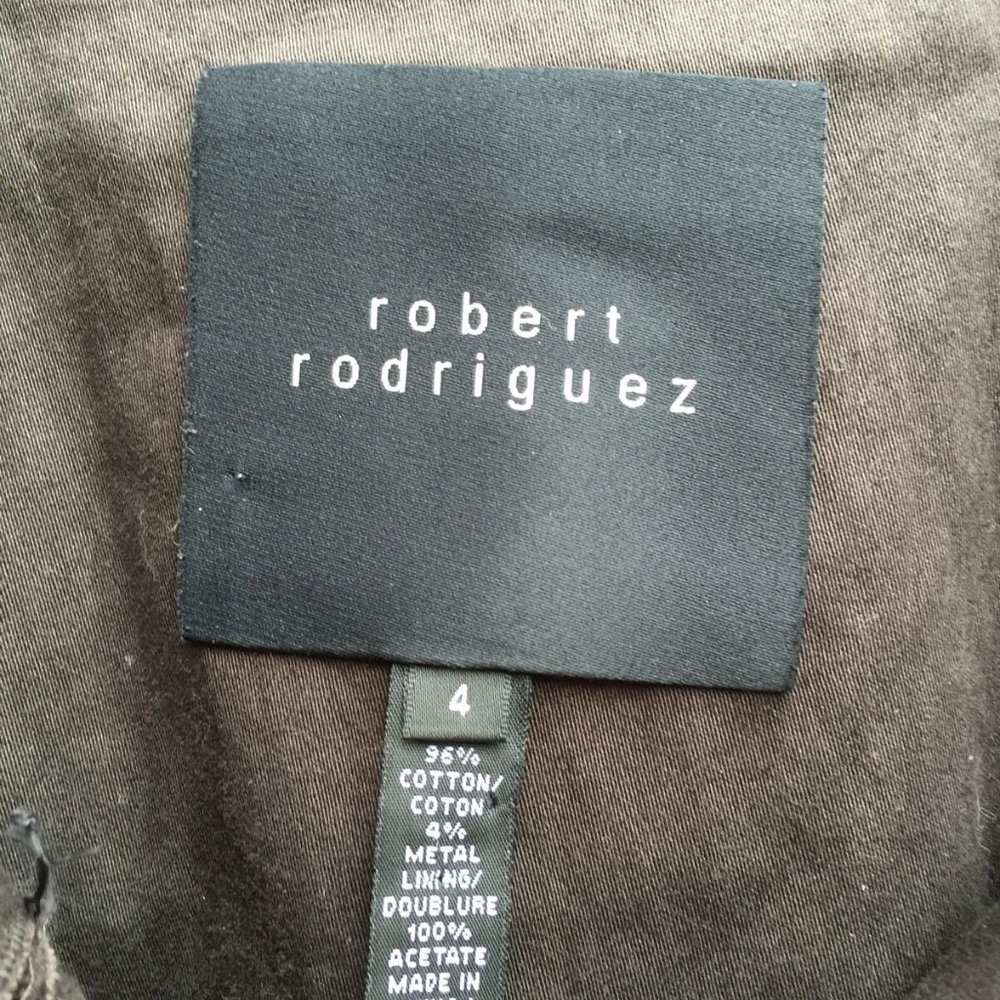 robert
rodriguez
4
96%
COTTON/
COTON
4%
METAL
LINING/
DOUBLURE
100%
ACETATE
MADE IN